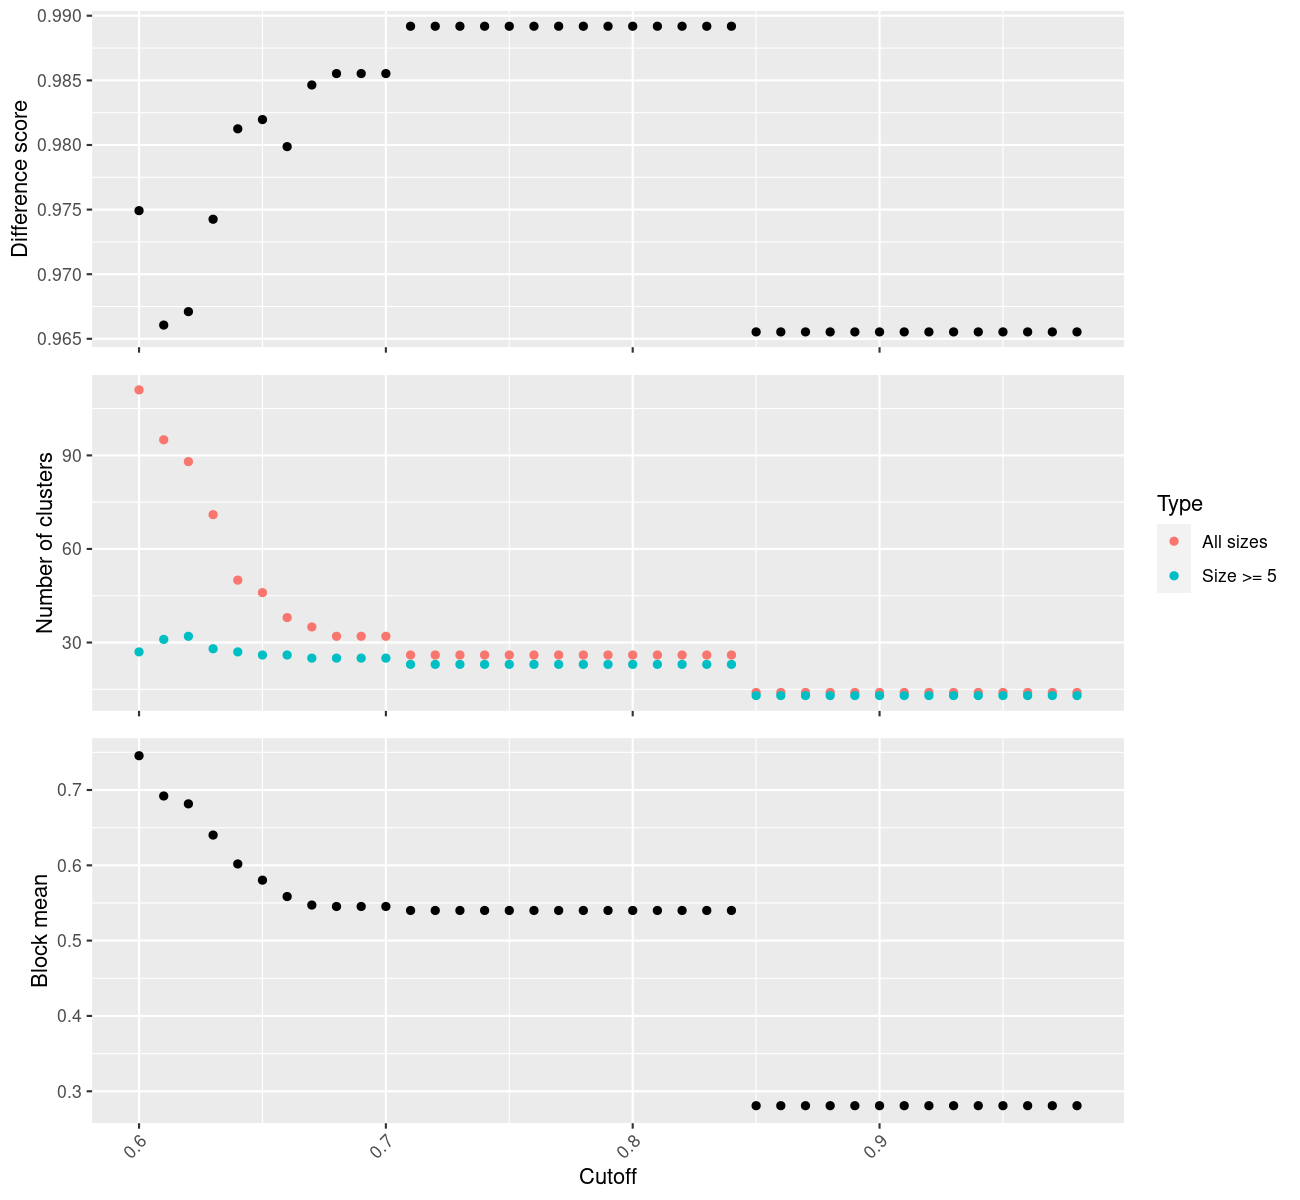 Difference score
0.990
0.985
0.980
0.975
0.970
0.965
Number of clusters
90
60
30
Type
All sizes
Size >= 5
Block mean
0.7
0.6
0.5
0.4
0.3
0.6 0.7 0.8 0.9
Cutoff